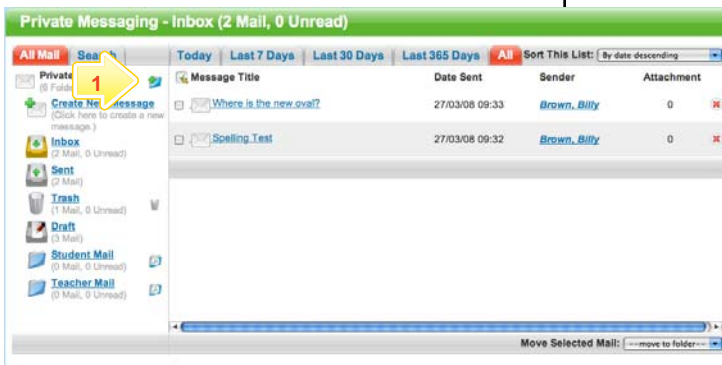 Private Messaging - Inbox (2 Mail, 0 Unread)
All Mail Search Today Last 7 Days Last 30 Days Last 365 Days All Sort This List: By date descending
Private
(6 Folde
1
Message Title Date Sent Sender Attachment
Create New Message
(Click here to create a new
message.)
Where is the new oval? 27/03/08 09:33 Brown, Billy 0
Inbox
(2 Mail, 0 Unread)
Spelling Test 27/03/08 09:32 Brown, Billy 0
Sent
(2 Mail)
Trash
(1 Mail, 0 Unread)
Draft
(3 Mail)
Student Mail
(0 Mail, 0 Unread)
Teacher Mail
(0 Mail, 0 Unread)
Move Selected Mail: ---move to folder---